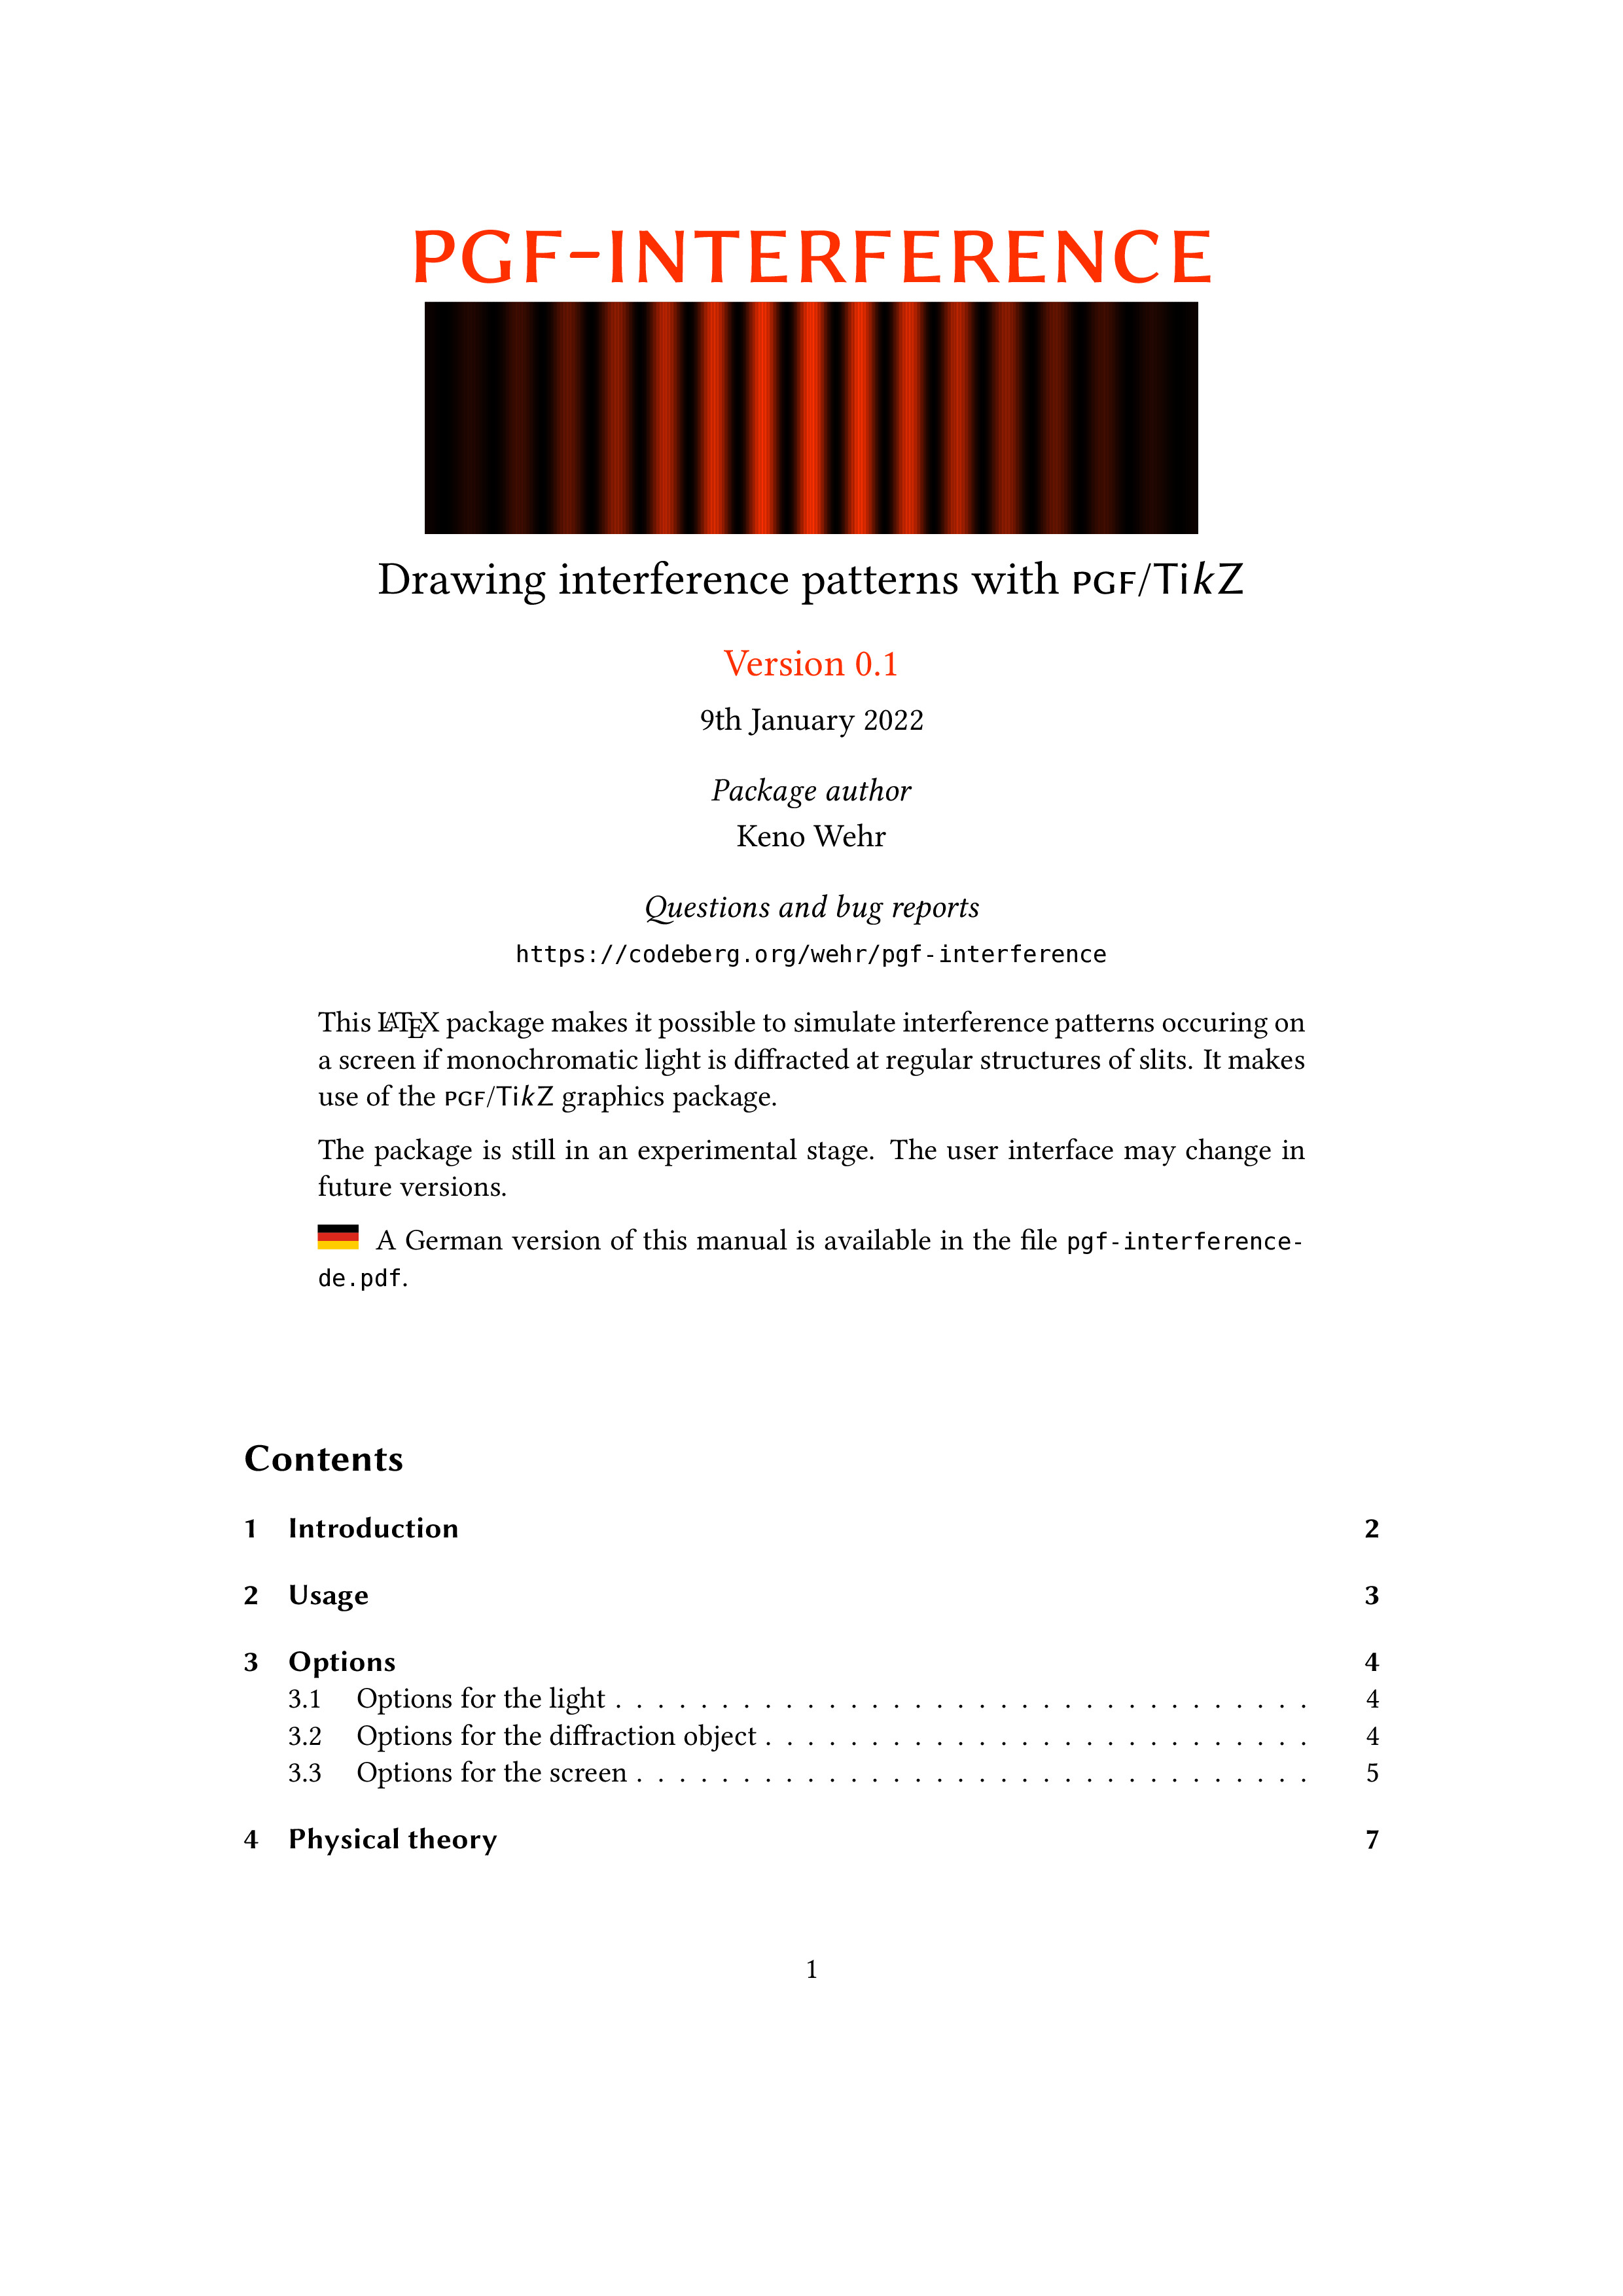 PGF-INTERFERENCE
Drawing interference patterns with PGF/TikZ
Version 0.1
9th January 2022
Package author
Keno Wehr
Questions and bug reports
https://codeberg.org/wehr/pgf-interference
This LATEX package makes it possible to simulate interference patterns occuring on
a screen if monochromatic light is diffracted at regular structures of slits. It makes
use of the PGF/TikZ graphics package.
The package is still in an experimental stage. The user interface may change in
future versions.
A German version of this manual is available in the file pgf-interference-
de.pdf.
Contents
1 Introduction 2
2 Usage 3
3 Options 4
3.1 Options for the light . . . . . . . . . . . . . . . . . . . . . . . . . . . . . . . . . 4
3.2 Options for the diffraction object . . . . . . . . . . . . . . . . . . . . . . . . . . 4
3.3 Options for the screen . . . . . . . . . . . . . . . . . . . . . . . . . . . . . . . . 5
4 Physical theory 7
1